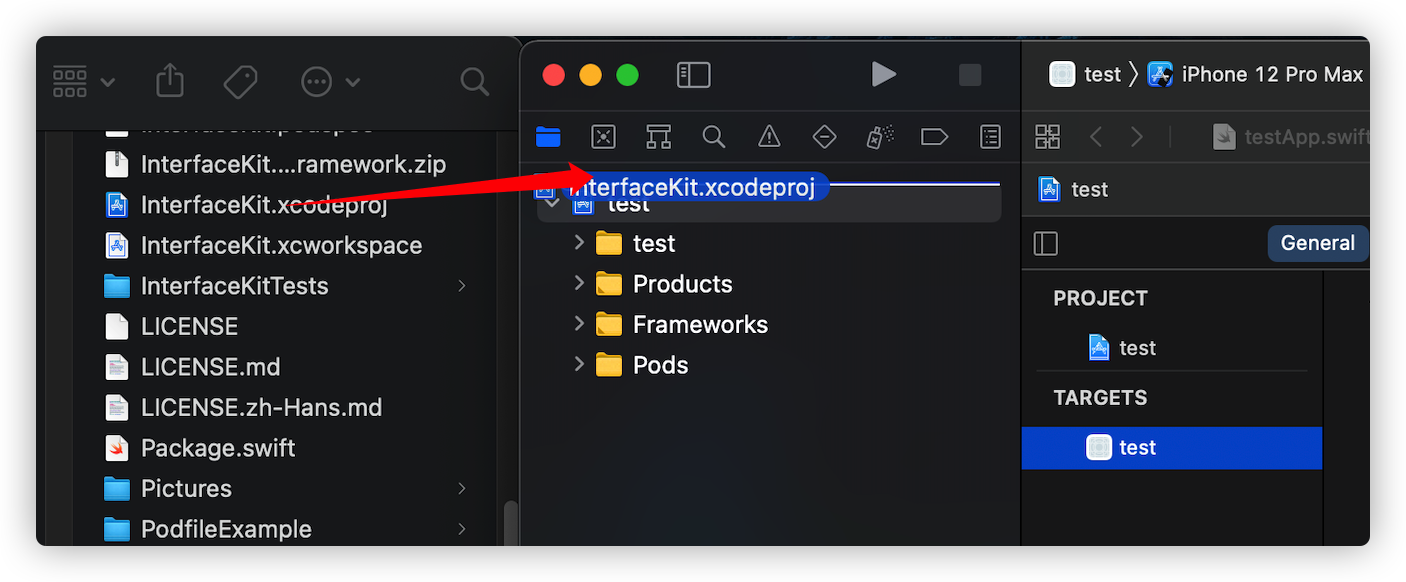 InterfaceKit....ramework.zip
InterfaceKit.xcodeproj
InterfaceKit.xcworkspace
InterfaceKitTests
LICENSE
LICENSE.md
LICENSE.zh-Hans.md
Package.swift
Pictures
PodfileExample
InterfaceKit.xcodeproj
test
test
Products
Frameworks
Pods
test
iPhone 12 Pro Max
testApp.swift
test
General
PROJECT
test
TARGETS
test